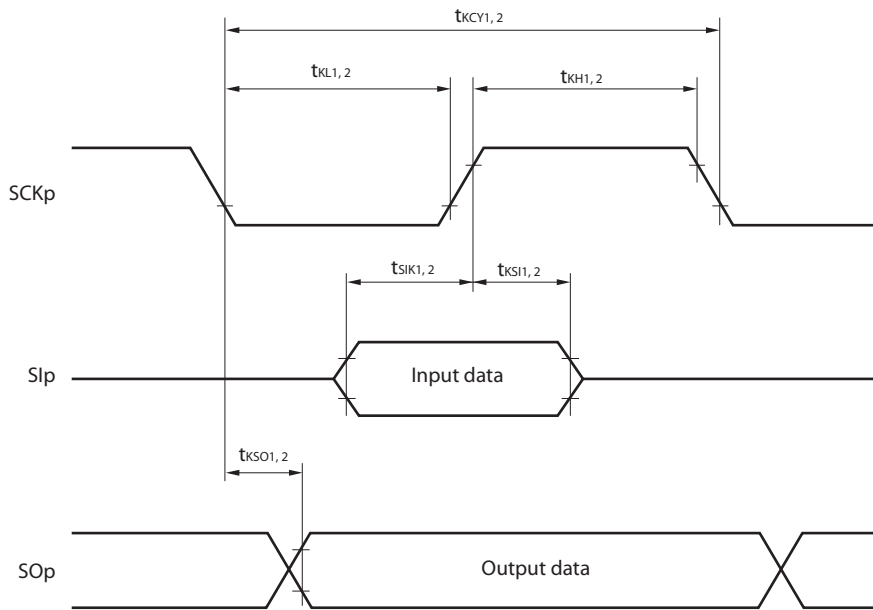 tKCY1, 2
tKL1, 2
tKH1, 2
SCKp
tSIK1, 2
tKSI1, 2
SIp
Input data
tKSO1, 2
SOp
Output data